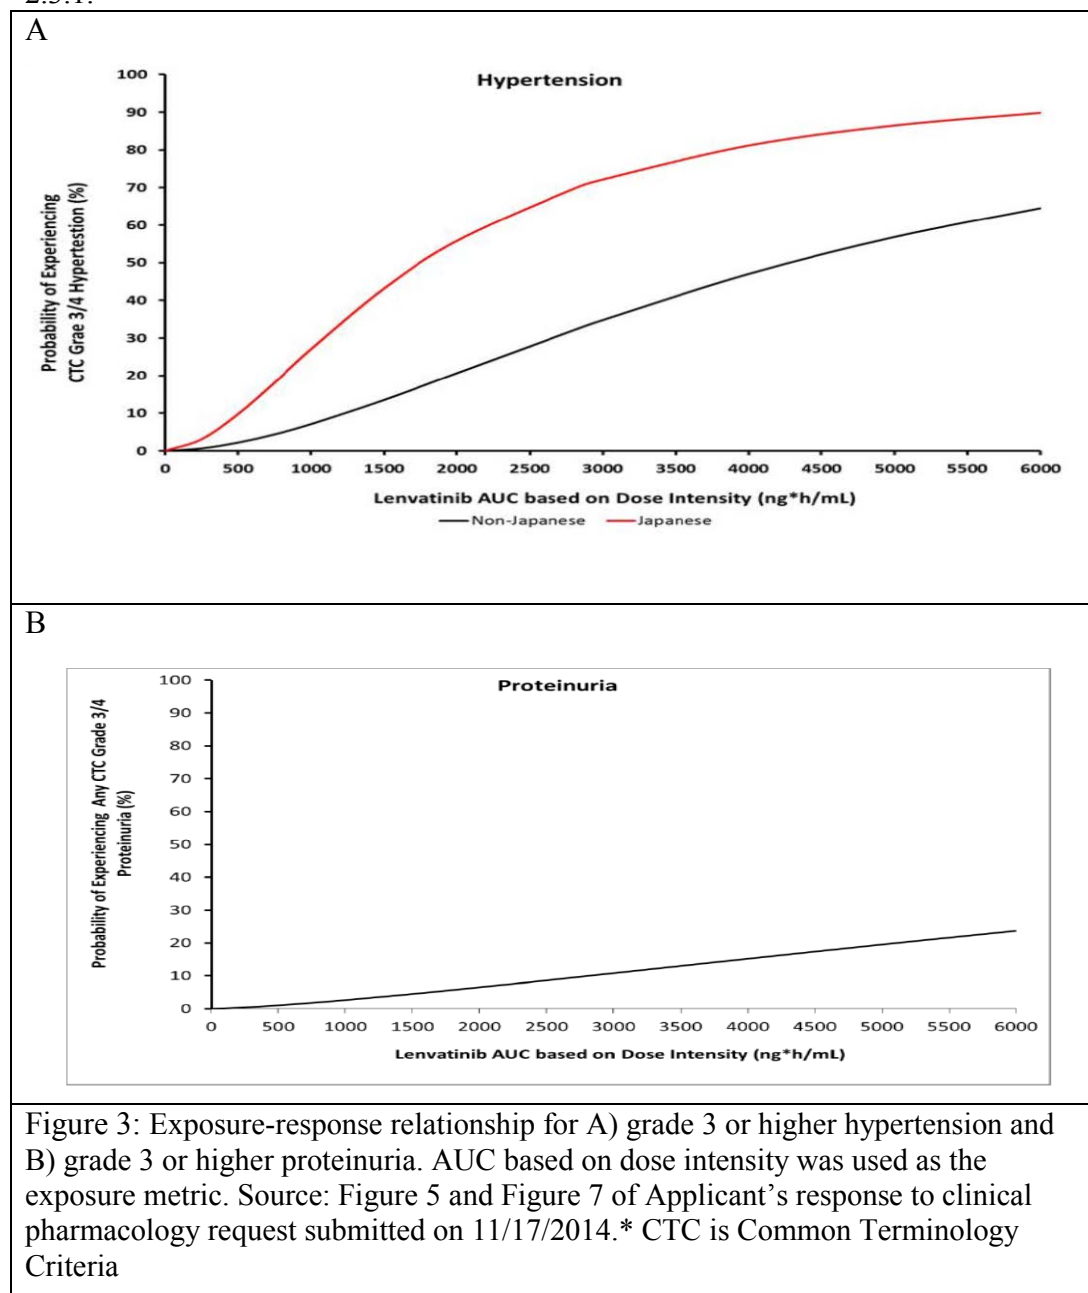 2.3.1.
A
Hypertension
Probability of Experiencing
CTC Grae 3/4 Hypertestion (%)
100
90
80
70
60
50
40
30
20
10
0
0 500 1000 1500 2000 2500 3000 3500 4000 4500 5000 5500 6000
Lenvatinib AUC based on Dose Intensity (ng*h/mL)
Non-Japanese Japanese
B
Proteinuria
Probability of Experiencing Any CTC Grade 3/4
Proteinuria (%)
100
90
80
70
60
50
40
30
20
10
0
0 500 1000 1500 2000 2500 3000 3500 4000 4500 5000 5500 6000
Lenvatinib AUC based on Dose Intensity (ng*h/mL)
Figure 3: Exposure-response relationship for A) grade 3 or higher hypertension and
B) grade 3 or higher proteinuria. AUC based on dose intensity was used as the
exposure metric. Source: Figure 5 and Figure 7 of Applicant’s response to clinical
pharmacology request submitted on 11/17/2014.* CTC is Common Terminology
Criteria